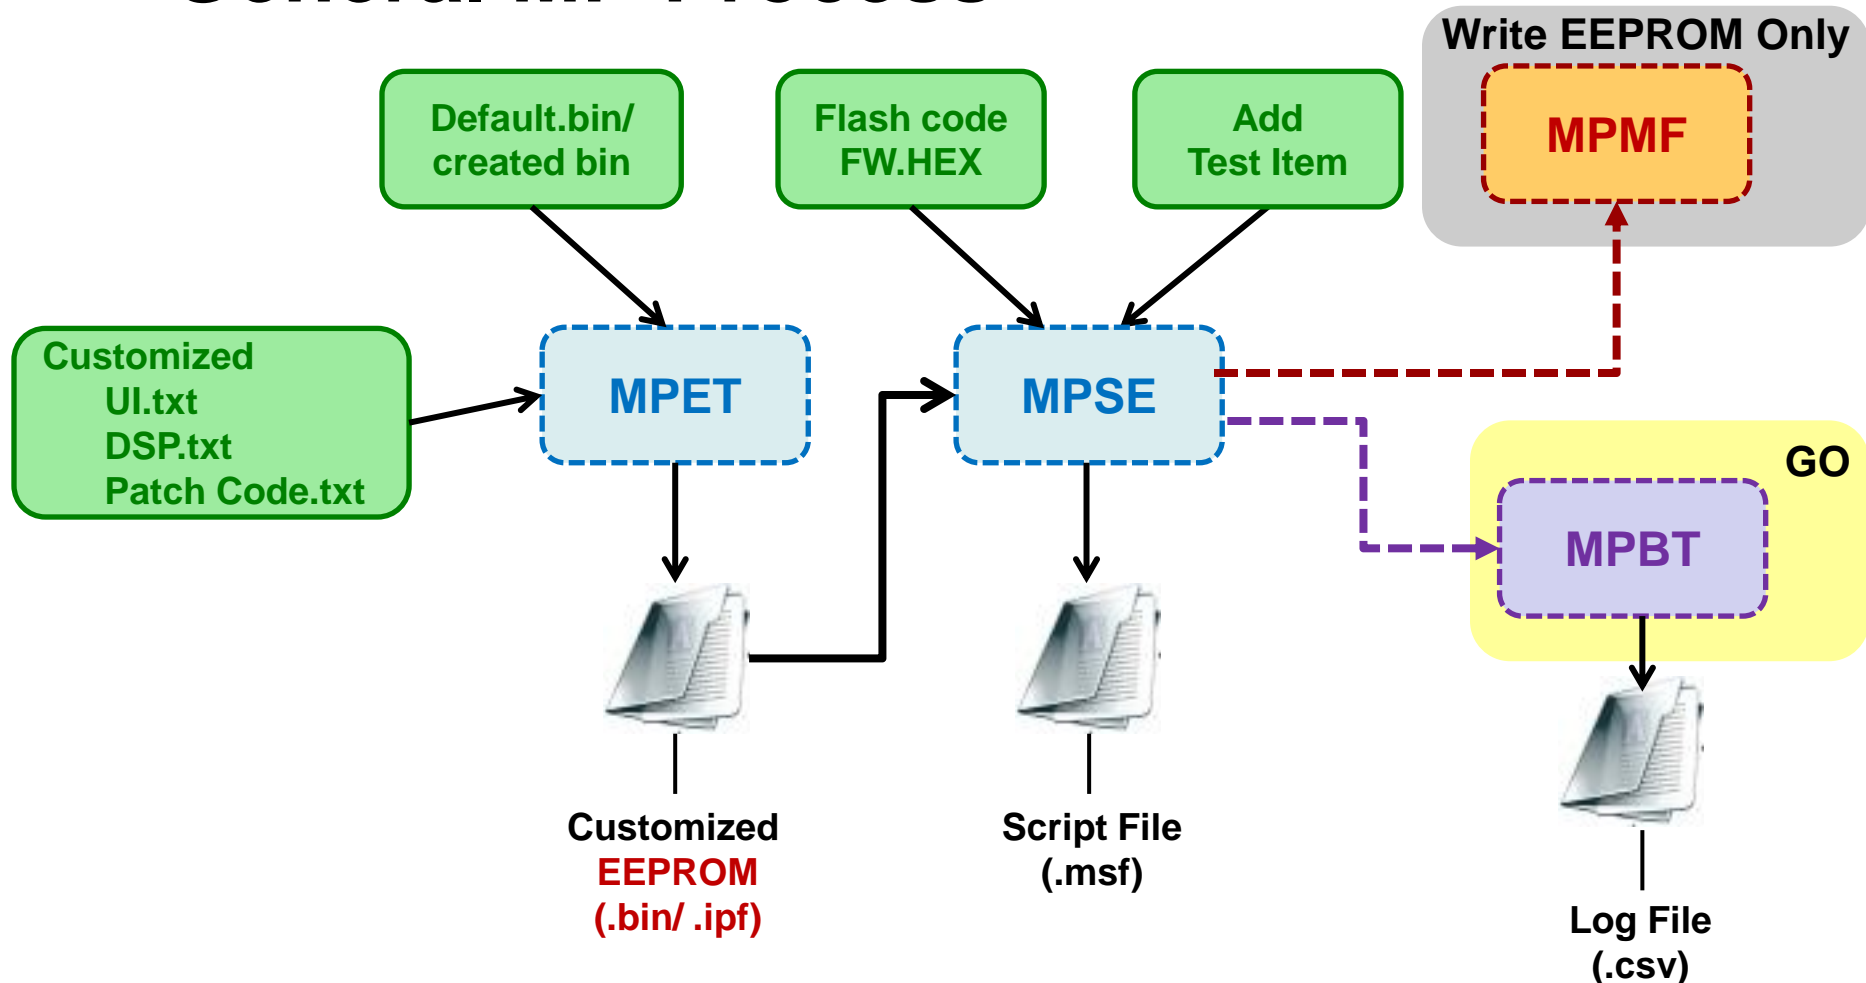 Write EEPROM Only
MPMF
Default.bin/
created bin
Flash code
FW.HEX
Add
Test Item
Customized
UI.txt
DSP.txt
Patch Code.txt
MPET
MPSE
GO
MPBT
Customized
EEPROM
(.bin/ .ipf)
Script File
(.msf)
Log File
(.csv)